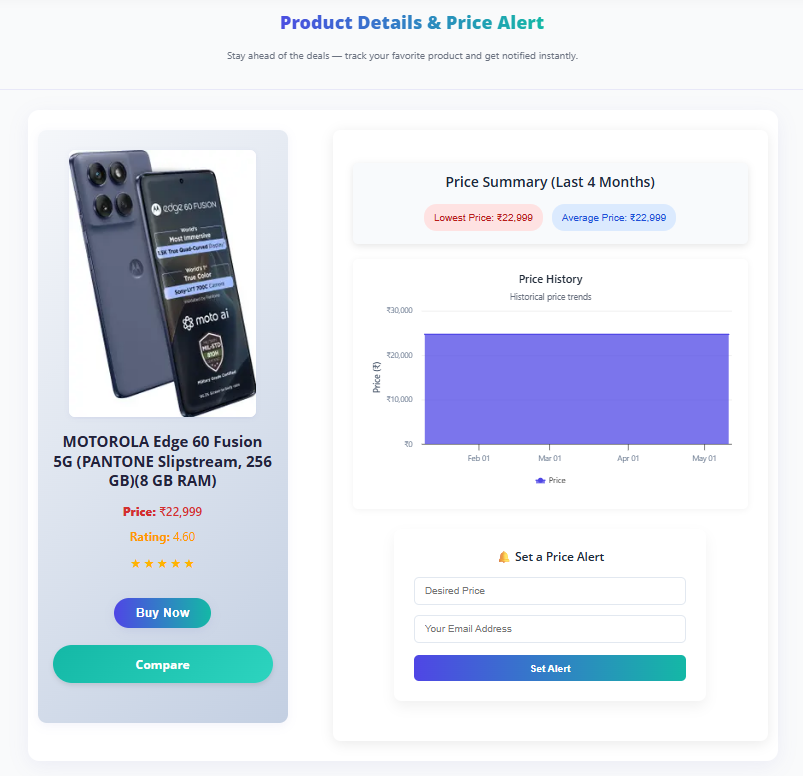 Product Details & Price Alert
Stay ahead of the deals — track your favorite product and get notified instantly.
edge 60 FUSION
World's
Most Immersive
1.5K True Quad-Curved Display
World's 1st
True Color
Sony-LYT 700C Camera
moto ai
MIL-STD
810H
Military Grade Certified
MOTOROLA Edge 60 Fusion
5G (PANTONE Slipstream, 256
GB)(8 GB RAM)
Price: ₹22,999
Rating: 4.60
★★★★★
Buy Now
Compare
Price Summary (Last 4 Months)
Lowest Price: ₹22,999
Average Price: ₹22,999
Price History
Historical price trends
Price (₹)
₹30,000
₹20,000
₹10,000
₹0
Feb 01
Mar 01
Apr 01
May 01
Price
🔔 Set a Price Alert
Desired Price
Your Email Address
Set Alert